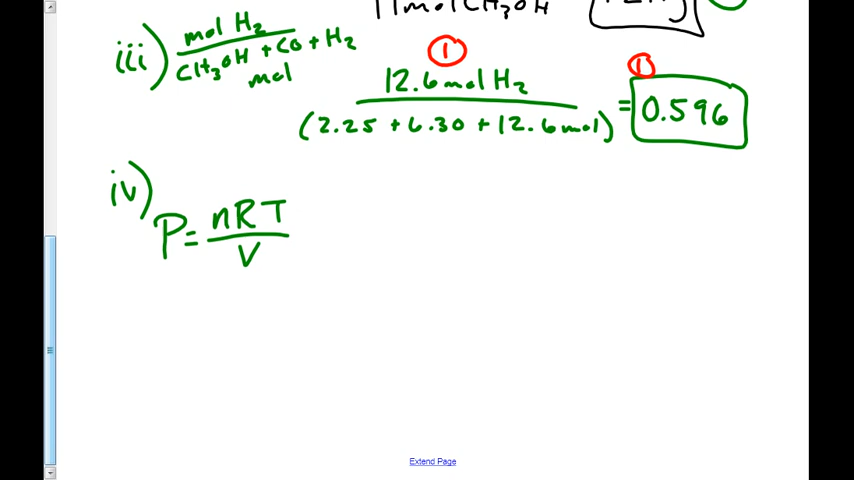 11 mol CH₃OH
iii) mol H₂ / CH₃OH + CO + H₂ mol
①
12.6 mol H₂ / (2.25 + 6.30 + 12.6 mol) = 0.596
①
iv)
P = nRT / V
Extend Page